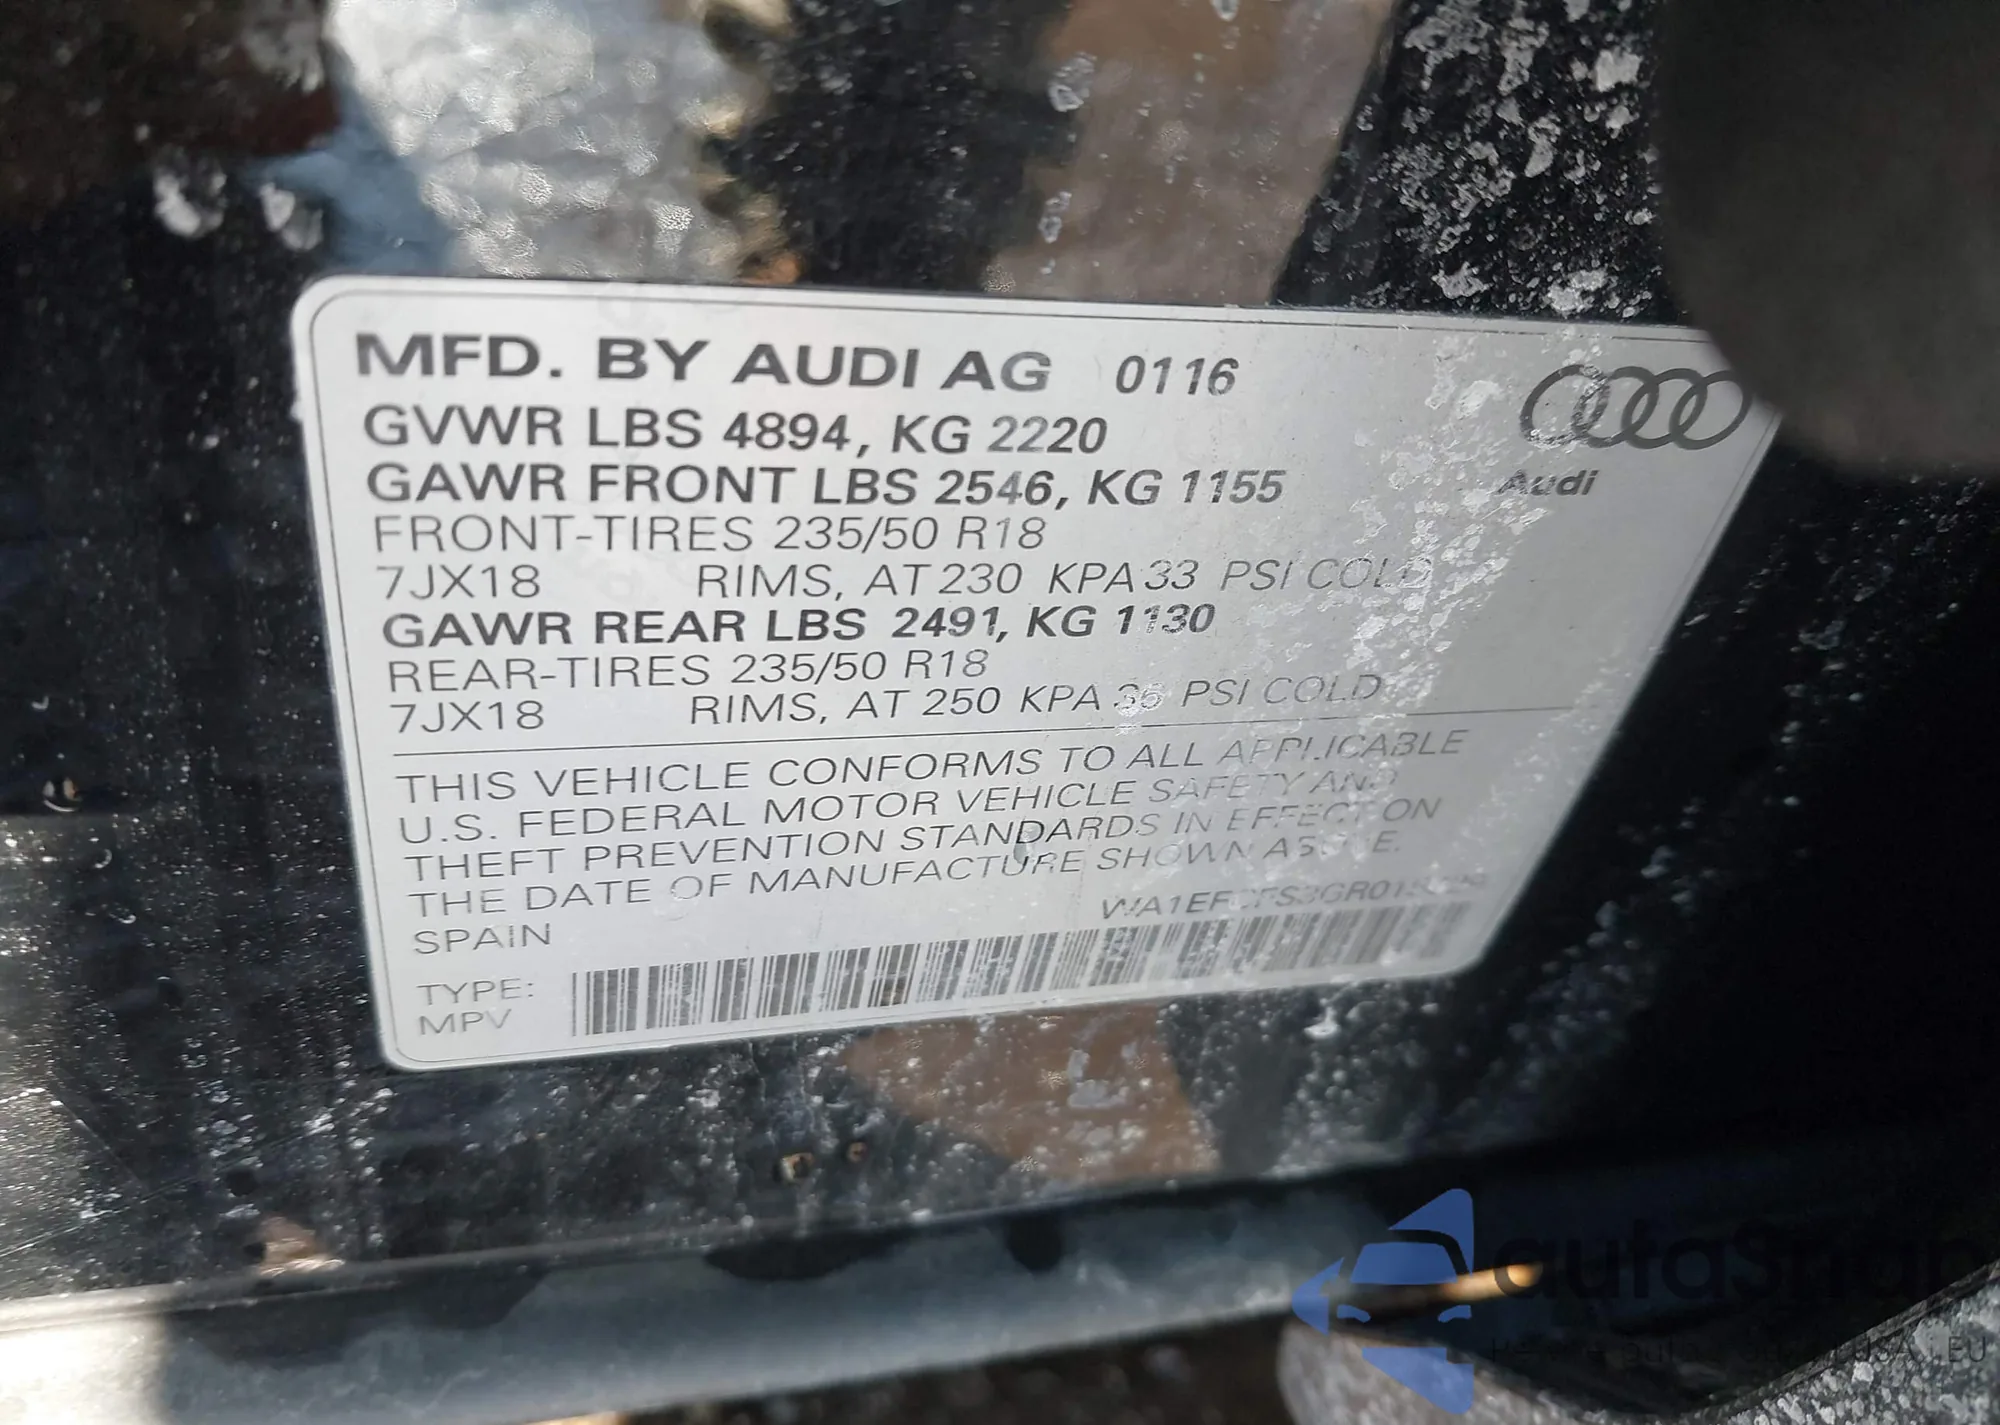 MFD. BY AUDI AG 0116
GVWR LBS 4894, KG 2220
GAWR FRONT LBS 2546, KG 1155
FRONT-TIRES 235/50 R18
7JX18 RIMS, AT 230 KPA 33 PSI COLD
GAWR REAR LBS 2491, KG 1130
REAR-TIRES 235/50 R18
7JX18 RIMS, AT 250 KPA 36 PSI COLD
Audi
THIS VEHICLE CONFORMS TO ALL APPLICABLE
U.S. FEDERAL MOTOR VEHICLE SAFETY AND
THEFT PREVENTION STANDARDS IN EFFECT ON
THE DATE OF MANUFACTURE SHOWN ABOVE.
SPAIN
TYPE:
MPV
autoSnap